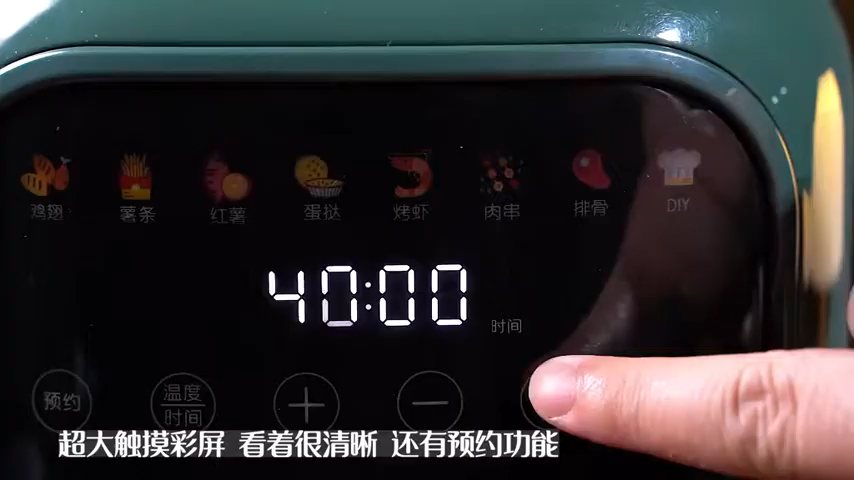 鸡翅 薯条 红薯 蛋挞 烤虾 肉串 排骨 DIY
40:00 时间
预约 温度 + −
时间
超大触摸彩屏 看着很清晰 还有预约功能